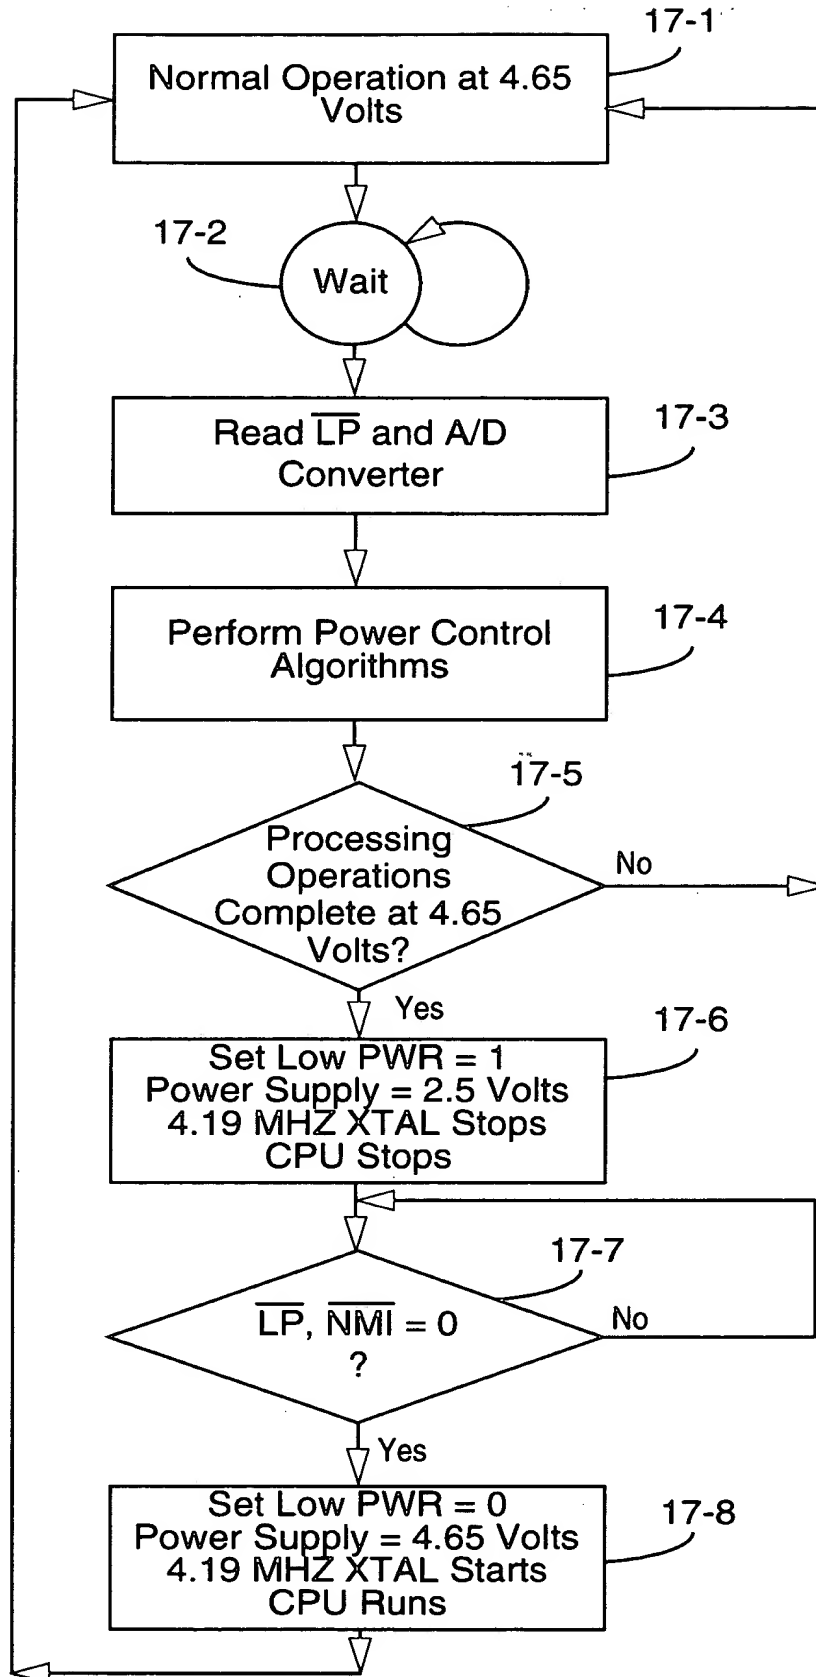 17-1
Normal Operation at 4.65
Volts
17-2
Wait
17-3
Read L̅P̅ and A/D
Converter
17-4
Perform Power Control
Algorithms
17-5
Processing
Operations
Complete at 4.65
Volts?
No
Yes
17-6
Set Low PWR = 1
Power Supply = 2.5 Volts
4.19 MHZ XTAL Stops
CPU Stops
17-7
L̅P̅, N̅M̅I̅ = 0
?
No
Yes
17-8
Set Low PWR = 0
Power Supply = 4.65 Volts
4.19 MHZ XTAL Starts
CPU Runs